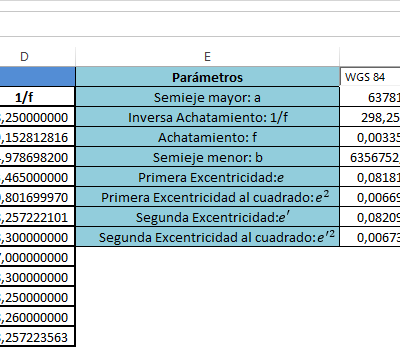 D E
Parámetros WGS 84
1/f Semieje mayor: a 63781
,250000000 Inversa Achatamiento: 1/f 298,25
,152812816 Achatamiento: f 0,00335
,978698200 Semieje menor: b 6356752
,465000000 Primera Excentricidad:e 0,08181
,801699970 Primera Excentricidad al cuadrado:e² 0,00669
,257222101 Segunda Excentricidad:e′ 0,08209
,300000000 Segunda Excentricidad al cuadrado:e′² 0,00673
,000000000
,300000000
,250000000
,260000000
,257223563